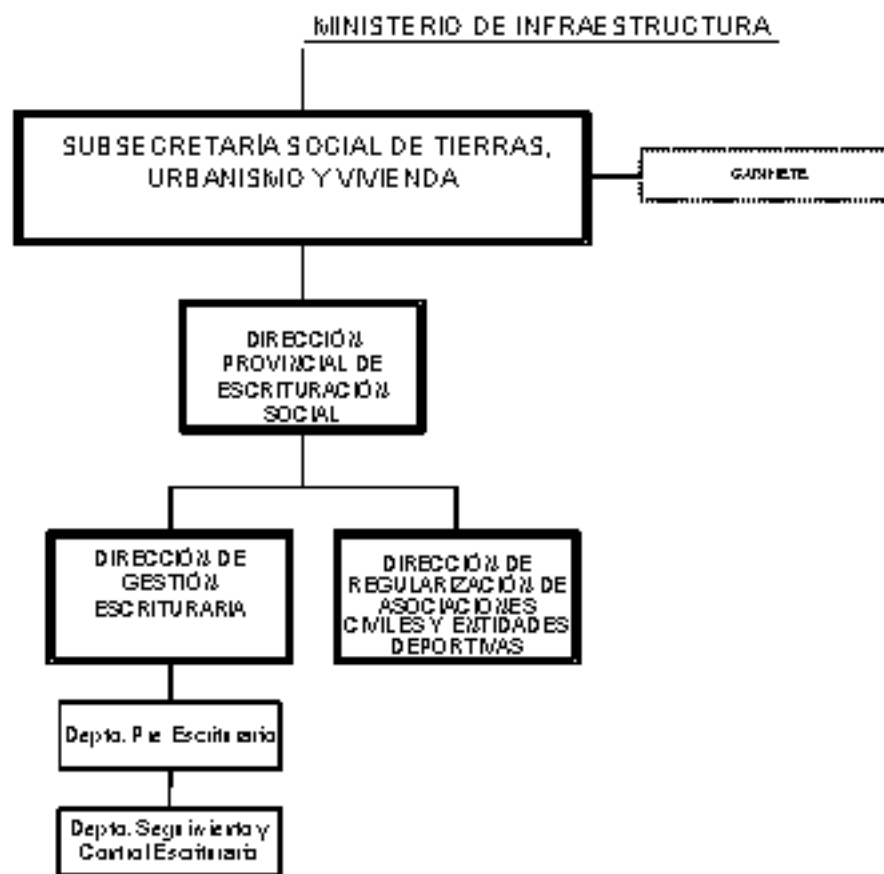 MINISTERIO DE INFRAESTRUCTURA
SUBSECRETARÍA SOCIAL DE TIERRAS,
URBANISMO Y VIVIENDA
GABINETE
DIRECCIÓN
PROVINCIAL DE
ESCRITURACIÓN
SOCIAL
DIRECCIÓN DE
GESTIÓN
ESCRITURARIA
DIRECCIÓN DE
REGULARIZACIÓN DE
ASOCIACIONES
CIVILES Y ENTIDADES
DEPORTIVAS
Depto. Pre Escriturario
Depto. Seguimiento y
Control Escriturario